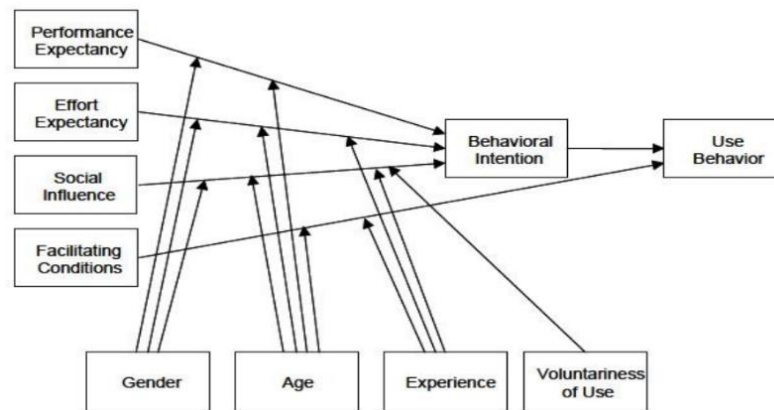 Performance
Expectancy
Effort
Expectancy
Social
Influence
Facilitating
Conditions
Behavioral
Intention
Use
Behavior
Gender
Age
Experience
Voluntariness
of Use